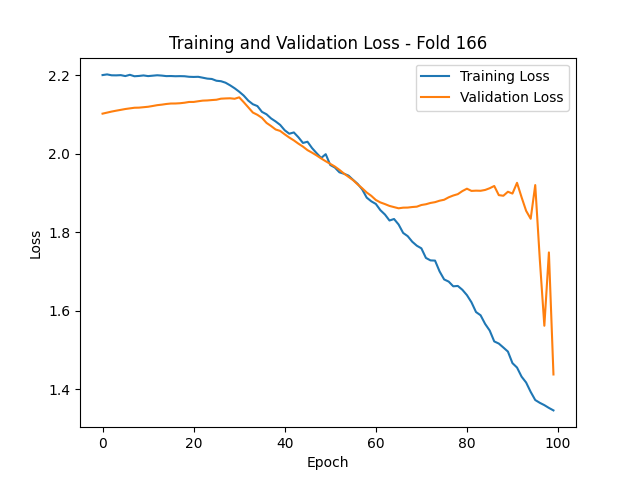 Training and Validation Loss - Fold 166
Training Loss
Validation Loss
Loss
2.2
2.0
1.8
1.6
1.4
0 20 40 60 80 100
Epoch